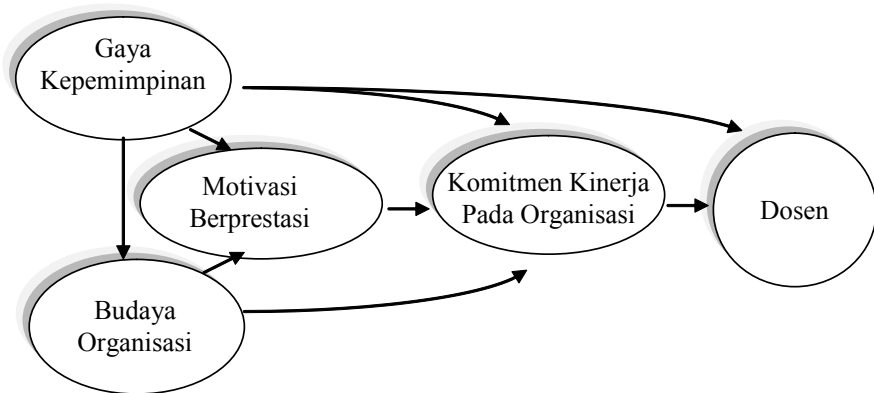 Gaya
Kepemimpinan
Motivasi
Berprestasi
Komitmen Kinerja
Pada Organisasi
Dosen
Budaya
Organisasi